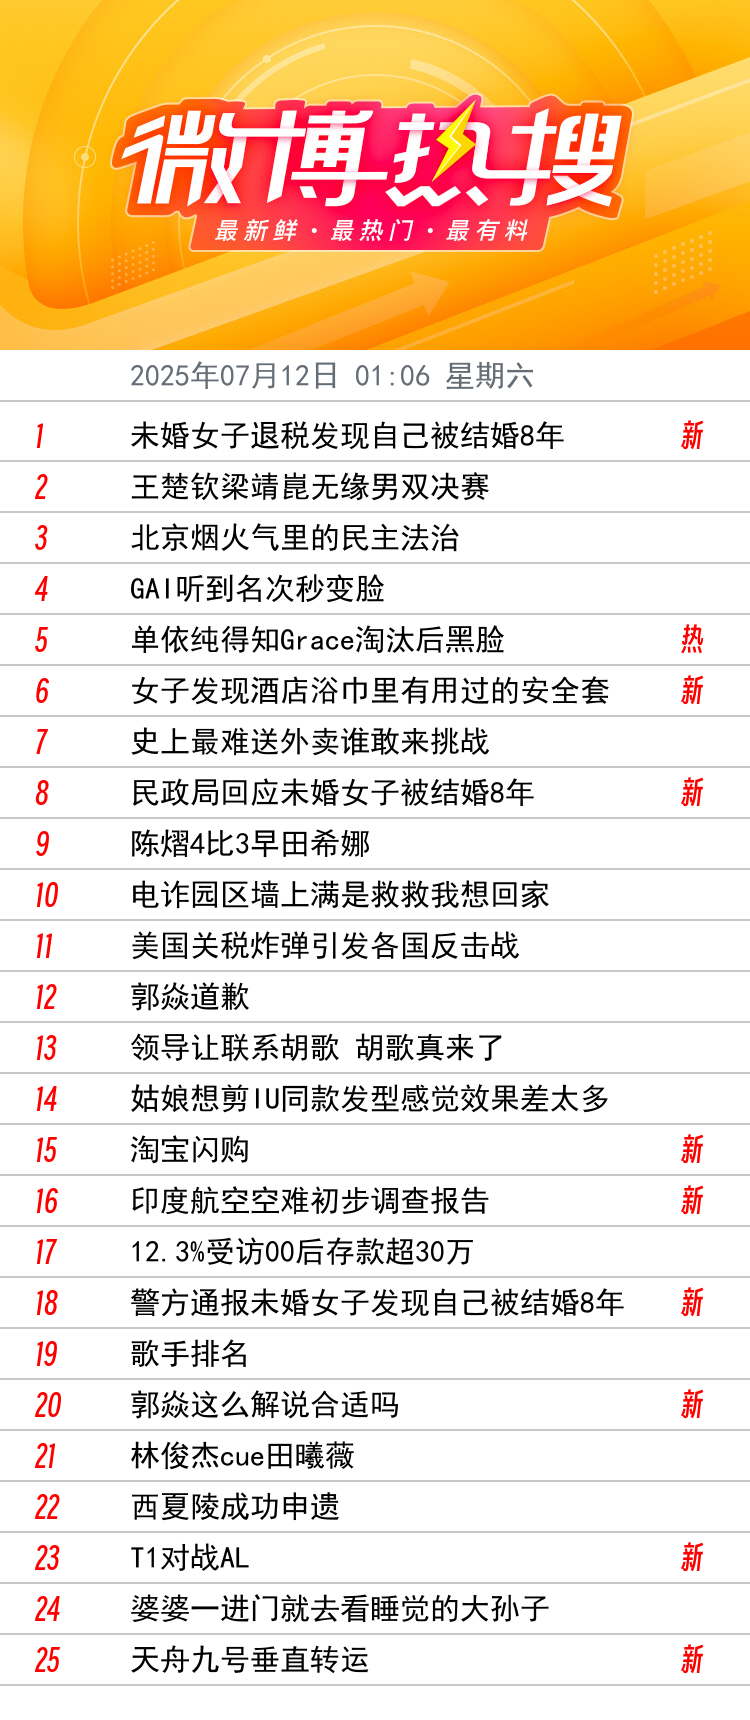 微博热搜
最新鲜·最热门·最有料
2025年07月12日 01:06 星期六
1 未婚女子退税发现自己被结婚8年 新
2 王楚钦梁靖崑无缘男双决赛
3 北京烟火气里的民主法治
4 GAI听到名次秒变脸
5 单依纯得知Grace淘汰后黑脸 热
6 女子发现酒店浴巾里有用过的安全套 新
7 史上最难送外卖谁敢来挑战
8 民政局回应未婚女子被结婚8年 新
9 陈熠4比3早田希娜
10 电诈园区墙上满是救救我想回家
11 美国关税炸弹引发各国反击战
12 郭焱道歉
13 领导让联系胡歌 胡歌真来了
14 姑娘想剪IU同款发型感觉效果差太多
15 淘宝闪购 新
16 印度航空空难初步调查报告 新
17 12.3%受访00后存款超30万
18 警方通报未婚女子发现自己被结婚8年 新
19 歌手排名
20 郭焱这么解说合适吗 新
21 林俊杰cue田曦薇
22 西夏陵成功申遗
23 T1对战AL 新
24 婆婆一进门就去看睡觉的大孙子
25 天舟九号垂直转运 新